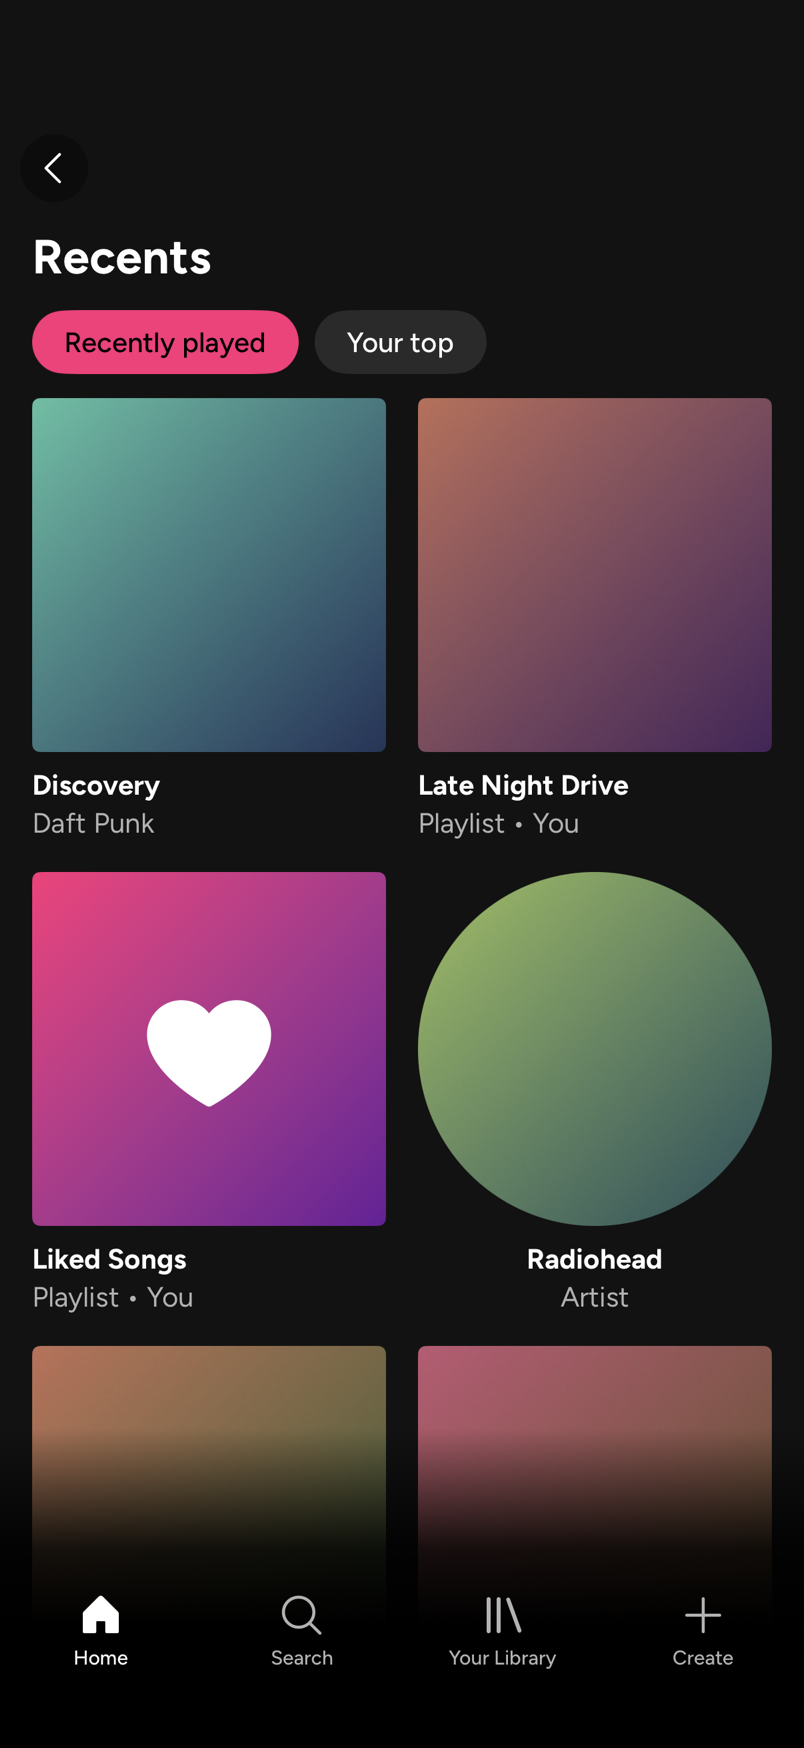 Recents
Recently played
Your top
Discovery
Daft Punk
Late Night Drive
Playlist • You
Liked Songs
Playlist • You
Radiohead
Artist
Home
Search
Your Library
Create